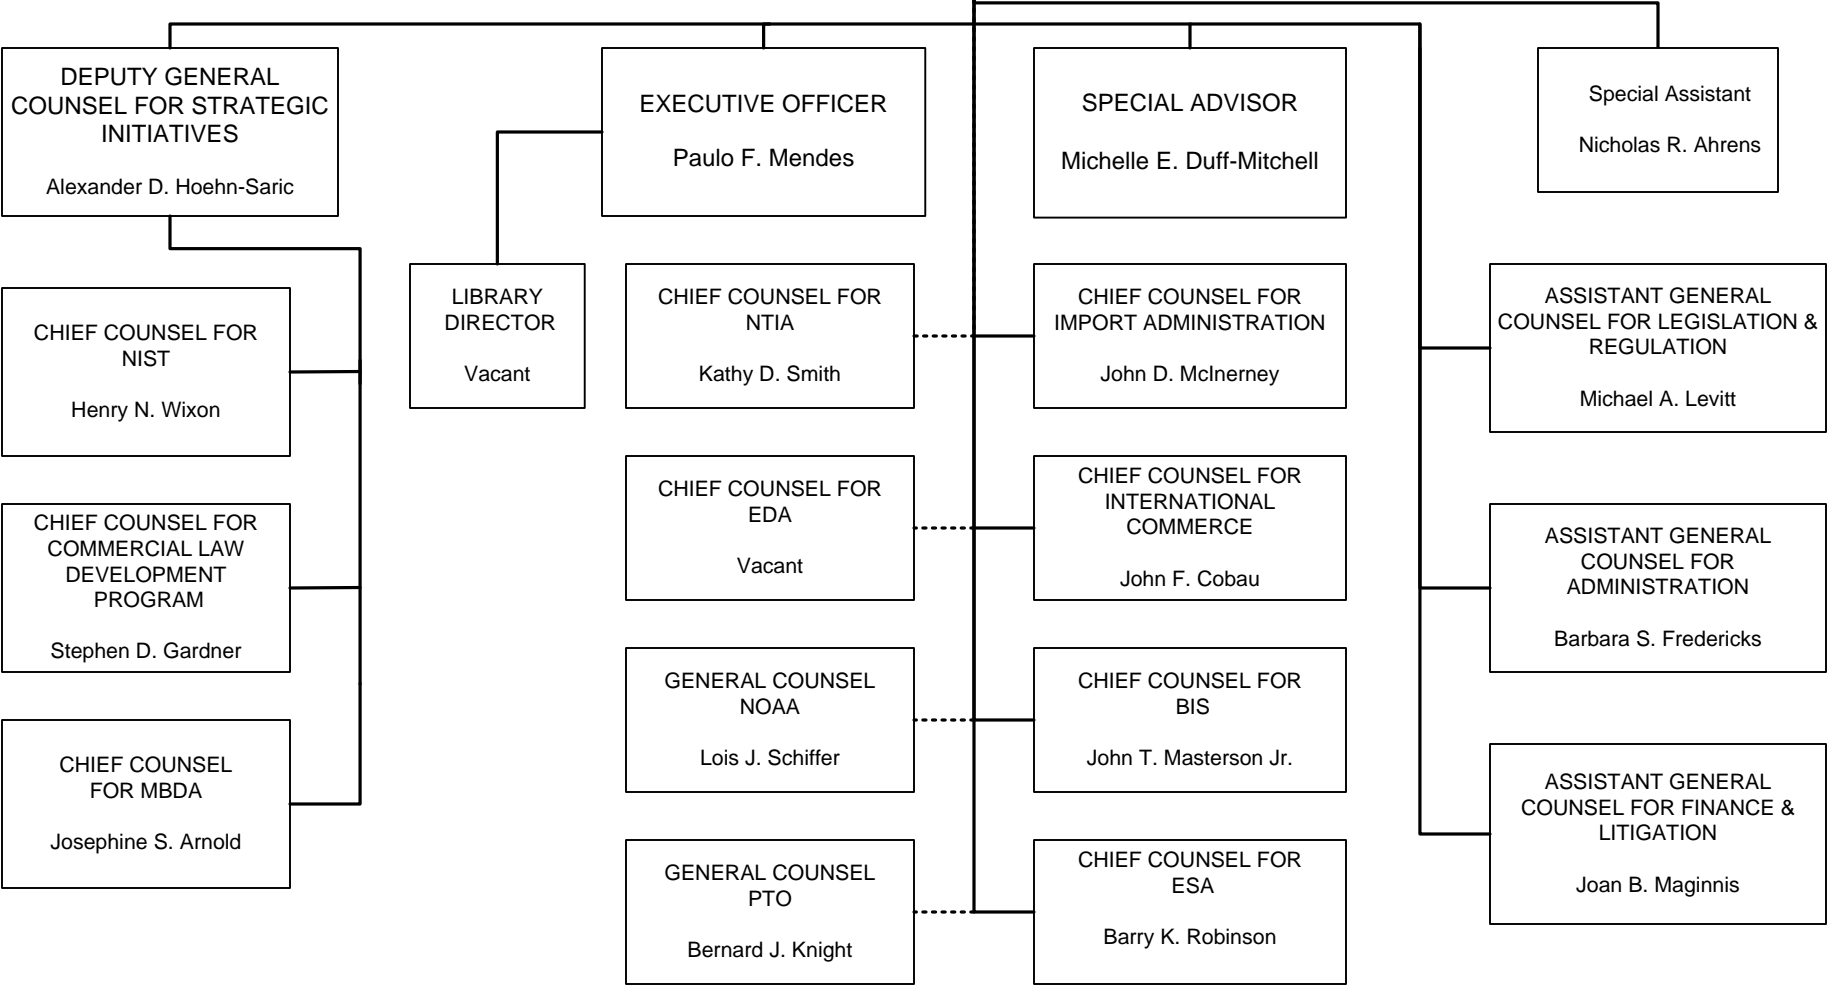 DEPUTY GENERAL
COUNSEL FOR STRATEGIC
INITIATIVES
Alexander D. Hoehn-Saric
EXECUTIVE OFFICER
Paulo F. Mendes
SPECIAL ADVISOR
Michelle E. Duff-Mitchell
Special Assistant
Nicholas R. Ahrens
CHIEF COUNSEL FOR
NIST
Henry N. Wixon
LIBRARY
DIRECTOR
Vacant
CHIEF COUNSEL FOR
NTIA
Kathy D. Smith
CHIEF COUNSEL FOR
IMPORT ADMINISTRATION
John D. McInerney
ASSISTANT GENERAL
COUNSEL FOR LEGISLATION &
REGULATION
Michael A. Levitt
CHIEF COUNSEL FOR
COMMERCIAL LAW
DEVELOPMENT
PROGRAM
Stephen D. Gardner
CHIEF COUNSEL FOR
EDA
Vacant
CHIEF COUNSEL FOR
INTERNATIONAL
COMMERCE
John F. Cobau
ASSISTANT GENERAL
COUNSEL FOR
ADMINISTRATION
Barbara S. Fredericks
CHIEF COUNSEL
FOR MBDA
Josephine S. Arnold
GENERAL COUNSEL
NOAA
Lois J. Schiffer
CHIEF COUNSEL FOR
BIS
John T. Masterson Jr.
ASSISTANT GENERAL
COUNSEL FOR FINANCE &
LITIGATION
Joan B. Maginnis
GENERAL COUNSEL
PTO
Bernard J. Knight
CHIEF COUNSEL FOR
ESA
Barry K. Robinson